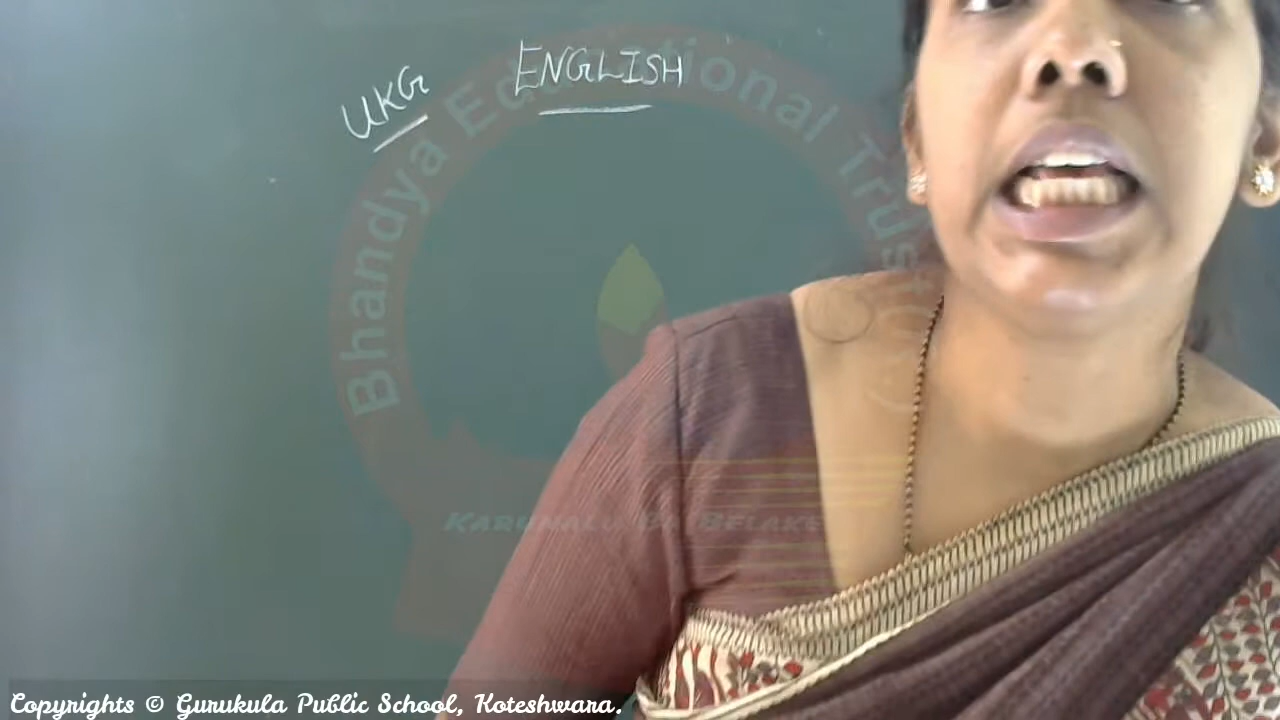 UKG ENGLISH
Bhandya Educational Trust
Copyrights © Gurukula Public School, Koteshwara.